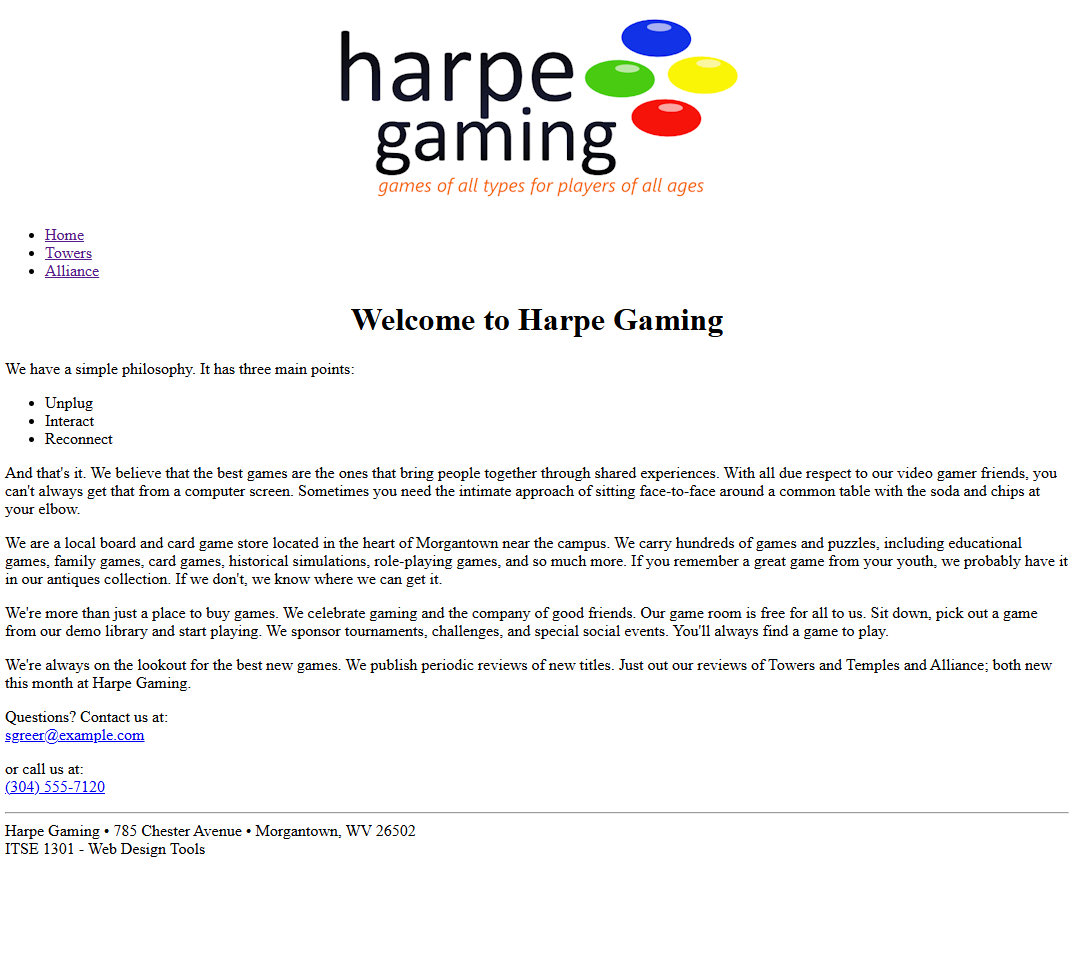 harpe
gaming
games of all types for players of all ages
Home
Towers
Alliance
Welcome to Harpe Gaming
We have a simple philosophy. It has three main points:
Unplug
Interact
Reconnect
And that's it. We believe that the best games are the ones that bring people together through shared experiences. With all due respect to our video gamer friends, you
can't always get that from a computer screen. Sometimes you need the intimate approach of sitting face-to-face around a common table with the soda and chips at
your elbow.
We are a local board and card game store located in the heart of Morgantown near the campus. We carry hundreds of games and puzzles, including educational
games, family games, card games, historical simulations, role-playing games, and so much more. If you remember a great game from your youth, we probably have it
in our antiques collection. If we don't, we know where we can get it.
We're more than just a place to buy games. We celebrate gaming and the company of good friends. Our game room is free for all to us. Sit down, pick out a game
from our demo library and start playing. We sponsor tournaments, challenges, and special social events. You'll always find a game to play.
We're always on the lookout for the best new games. We publish periodic reviews of new titles. Just out our reviews of Towers and Temples and Alliance; both new
this month at Harpe Gaming.
Questions? Contact us at:
sgreer@example.com
or call us at:
(304) 555-7120
Harpe Gaming • 785 Chester Avenue • Morgantown, WV 26502
ITSE 1301 - Web Design Tools